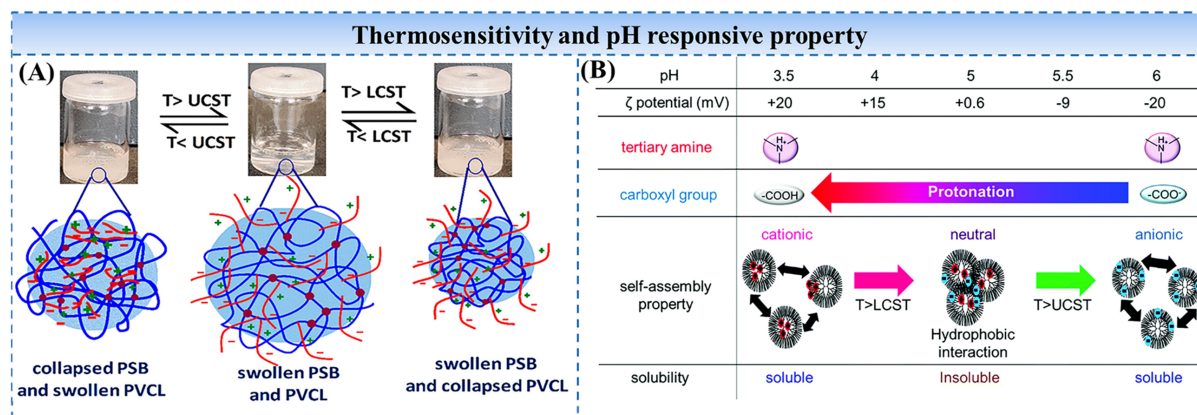 Thermosensitivity and pH responsive property
(A)
T> UCST
T< UCST
T> LCST
T< LCST
collapsed PSB
and swollen PVCL
swollen PSB
and PVCL
swollen PSB
and collapsed PVCL
(B)
pH 3.5 4 5 5.5 6
ζ potential (mV) +20 +15 +0.6 -9 -20
tertiary amine H+ N H+ N
carboxyl group -COOH Protonation -COO-
cationic neutral anionic
self-assembly
property
T>LCST T>UCST
Hydrophobic
interaction
solubility soluble Insoluble soluble